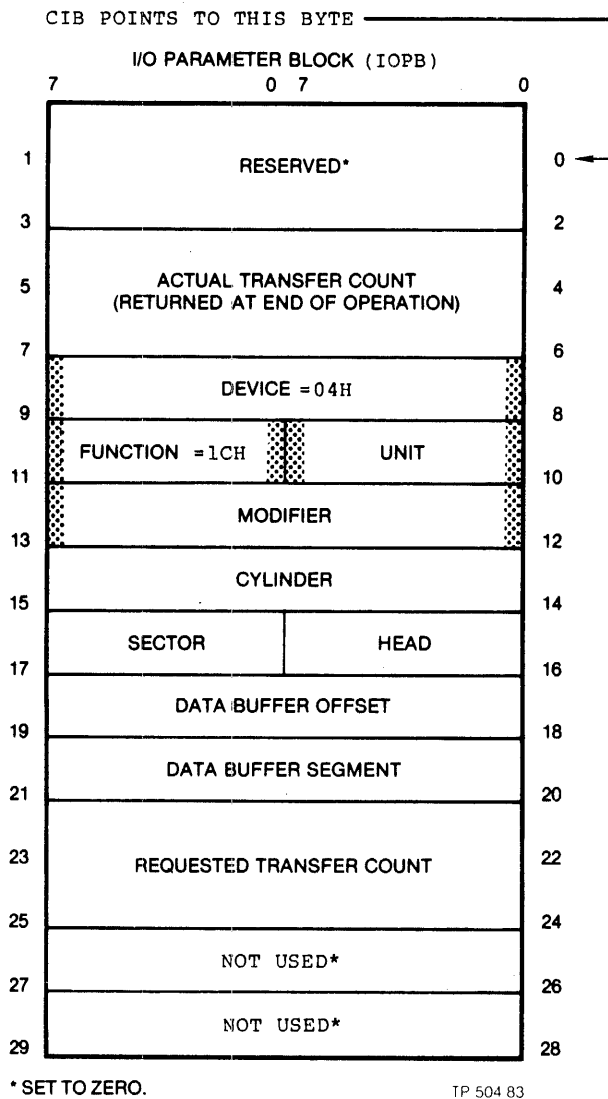 CIB POINTS TO THIS BYTE
I/O PARAMETER BLOCK (IOPB)
7 0 7 0
1 RESERVED* 0
3 2
5 ACTUAL TRANSFER COUNT 4
(RETURNED AT END OF OPERATION)
7 6
DEVICE =04H
9 8
FUNCTION =1CH UNIT
11 10
MODIFIER
13 12
CYLINDER
15 14
SECTOR HEAD
17 16
DATA BUFFER OFFSET
19 18
DATA BUFFER SEGMENT
21 20
23 REQUESTED TRANSFER COUNT 22
25 24
NOT USED*
27 26
NOT USED*
29 28
* SET TO ZERO. TP 504 83